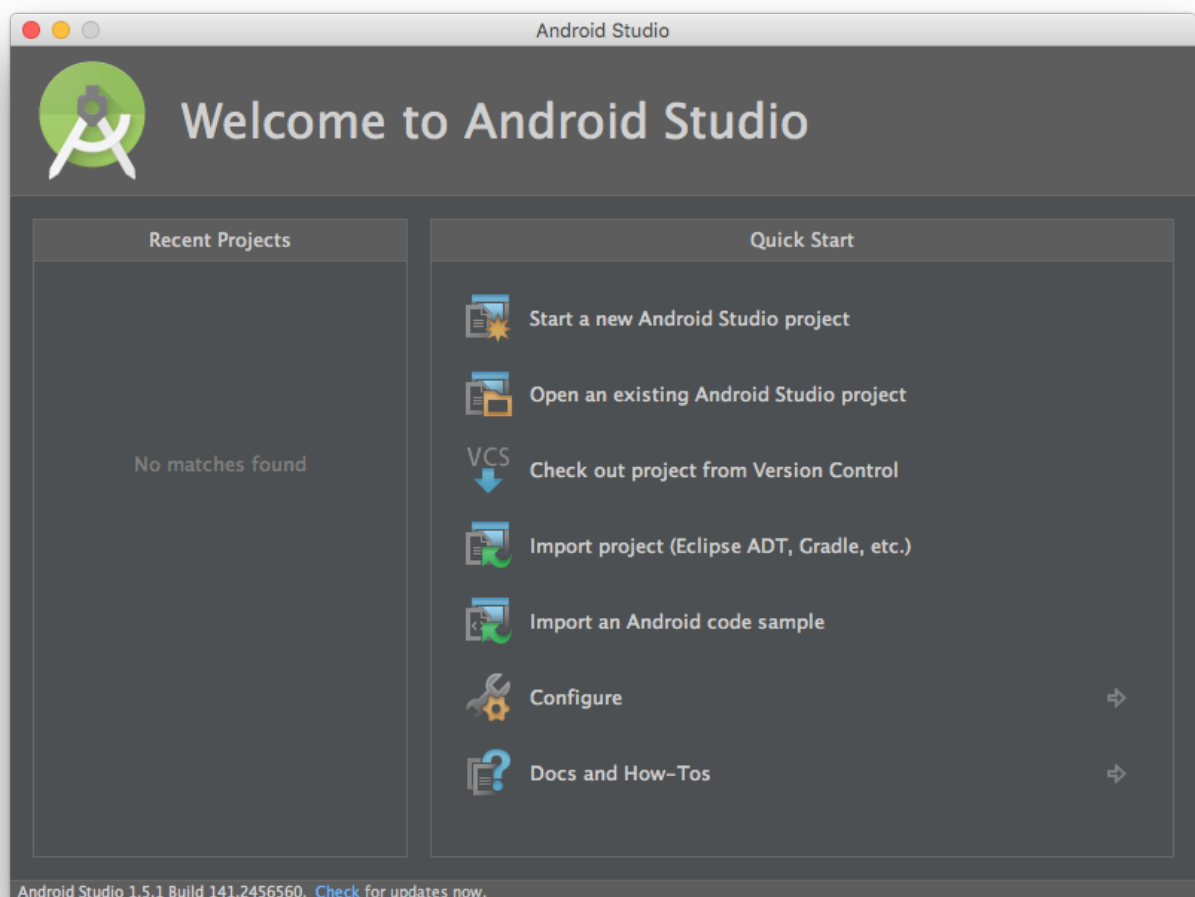 Android Studio
Welcome to Android Studio
Recent Projects
No matches found
Quick Start
Start a new Android Studio project
Open an existing Android Studio project
VCS
Check out project from Version Control
Import project (Eclipse ADT, Gradle, etc.)
Import an Android code sample
Configure
Docs and How-Tos
Android Studio 1.5.1 Build 141.2456560. Check for updates now.